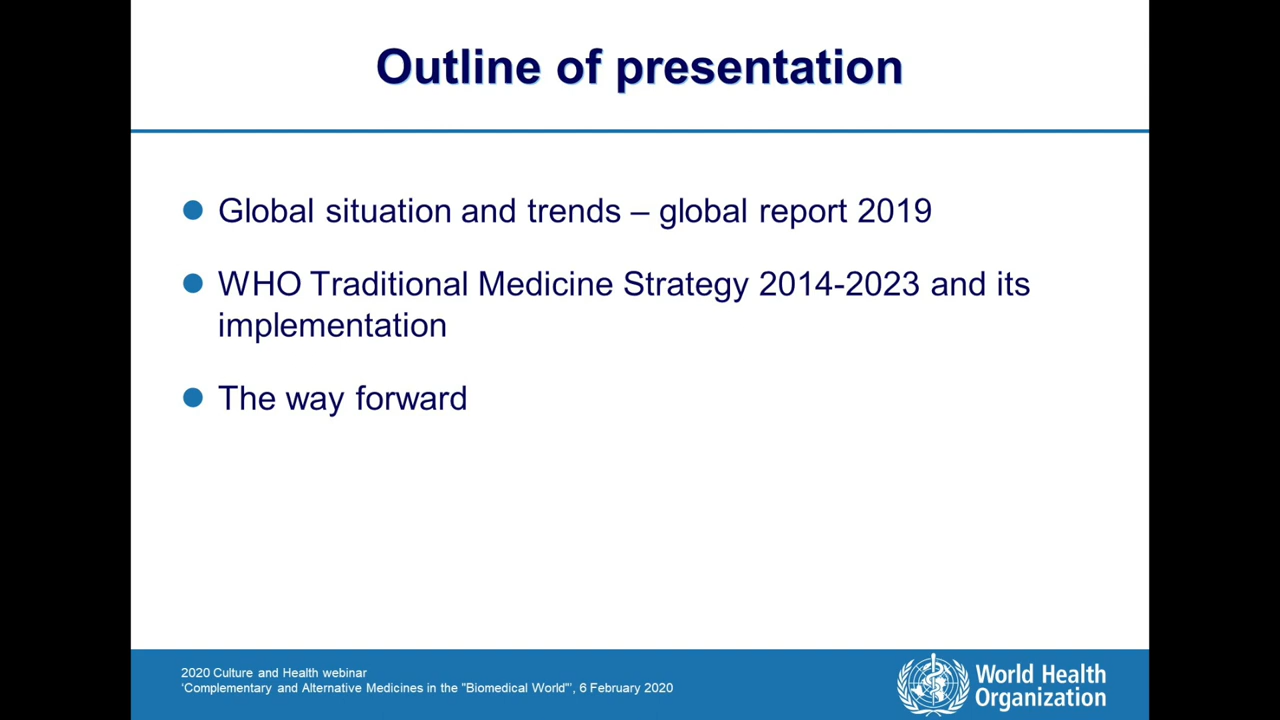 Outline of presentation
Global situation and trends – global report 2019
WHO Traditional Medicine Strategy 2014-2023 and its
implementation
The way forward
2020 Culture and Health webinar
‘Complementary and Alternative Medicines in the "Biomedical World"’, 6 February 2020
World Health
Organization